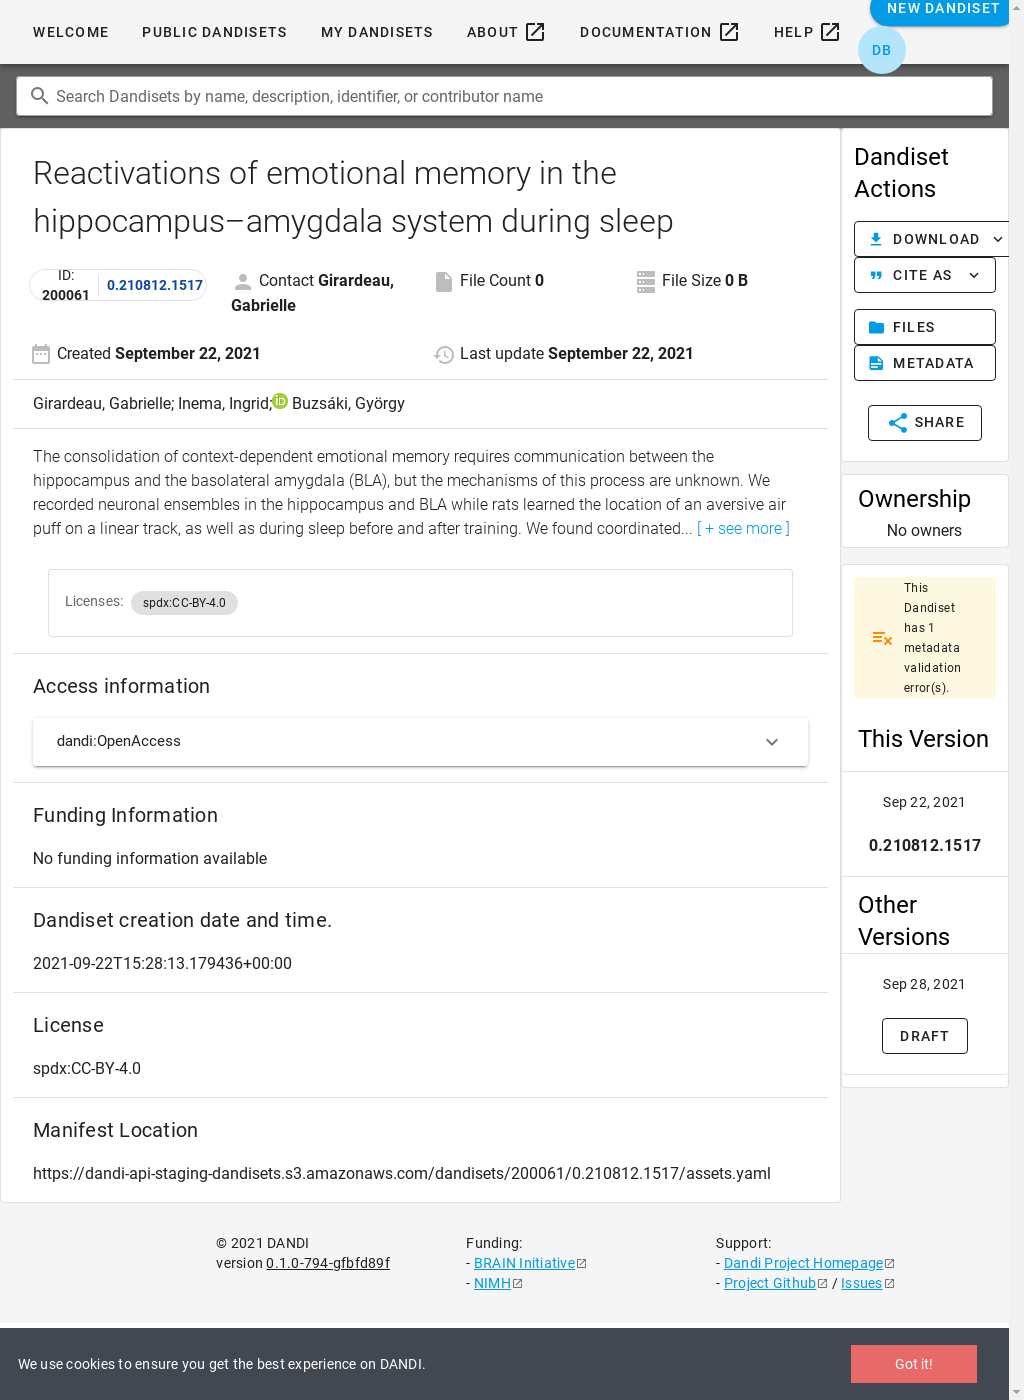 WELCOME PUBLIC DANDISETS MY DANDISETS ABOUT DOCUMENTATION HELP NEW DANDISET
DB
Search Dandisets by name, description, identifier, or contributor name
Reactivations of emotional memory in the
hippocampus–amygdala system during sleep
ID:
200061
0.210812.1517
Contact Girardeau,
Gabrielle
File Count 0
File Size 0 B
Created September 22, 2021
Last update September 22, 2021
Girardeau, Gabrielle; Inema, Ingrid; iD Buzsáki, György
The consolidation of context-dependent emotional memory requires communication between the
hippocampus and the basolateral amygdala (BLA), but the mechanisms of this process are unknown. We
recorded neuronal ensembles in the hippocampus and BLA while rats learned the location of an aversive air
puff on a linear track, as well as during sleep before and after training. We found coordinated... [ + see more ]
Licenses: spdx:CC-BY-4.0
Access information
dandi:OpenAccess
Funding Information
No funding information available
Dandiset creation date and time.
2021-09-22T15:28:13.179436+00:00
License
spdx:CC-BY-4.0
Manifest Location
https://dandi-api-staging-dandisets.s3.amazonaws.com/dandisets/200061/0.210812.1517/assets.yaml
Dandiset
Actions
DOWNLOAD
CITE AS
FILES
METADATA
SHARE
Ownership
No owners
This
Dandiset
has 1
metadata
validation
error(s).
This Version
Sep 22, 2021
0.210812.1517
Other
Versions
Sep 28, 2021
DRAFT
© 2021 DANDI
version 0.1.0-794-gfbfd89f
Funding:
- BRAIN Initiative
- NIMH
Support:
- Dandi Project Homepage
- Project Github / Issues
We use cookies to ensure you get the best experience on DANDI.
Got it!